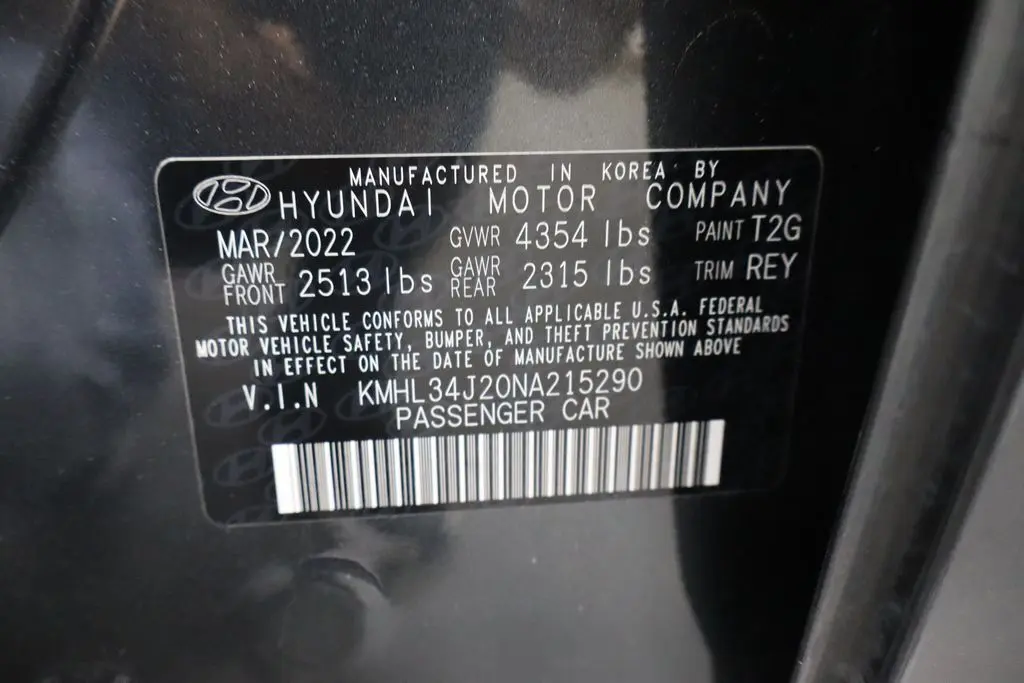 MANUFACTURED IN KOREA BY
HYUNDAI MOTOR COMPANY
MAR/2022 GVWR 4354 lbs PAINT T2G
GAWR FRONT 2513 lbs GAWR REAR 2315 lbs TRIM REY
THIS VEHICLE CONFORMS TO ALL APPLICABLE U.S.A. FEDERAL
MOTOR VEHICLE SAFETY, BUMPER, AND THEFT PREVENTION STANDARDS
IN EFFECT ON THE DATE OF MANUFACTURE SHOWN ABOVE
V.I.N KMHL34J20NA215290
PASSENGER CAR